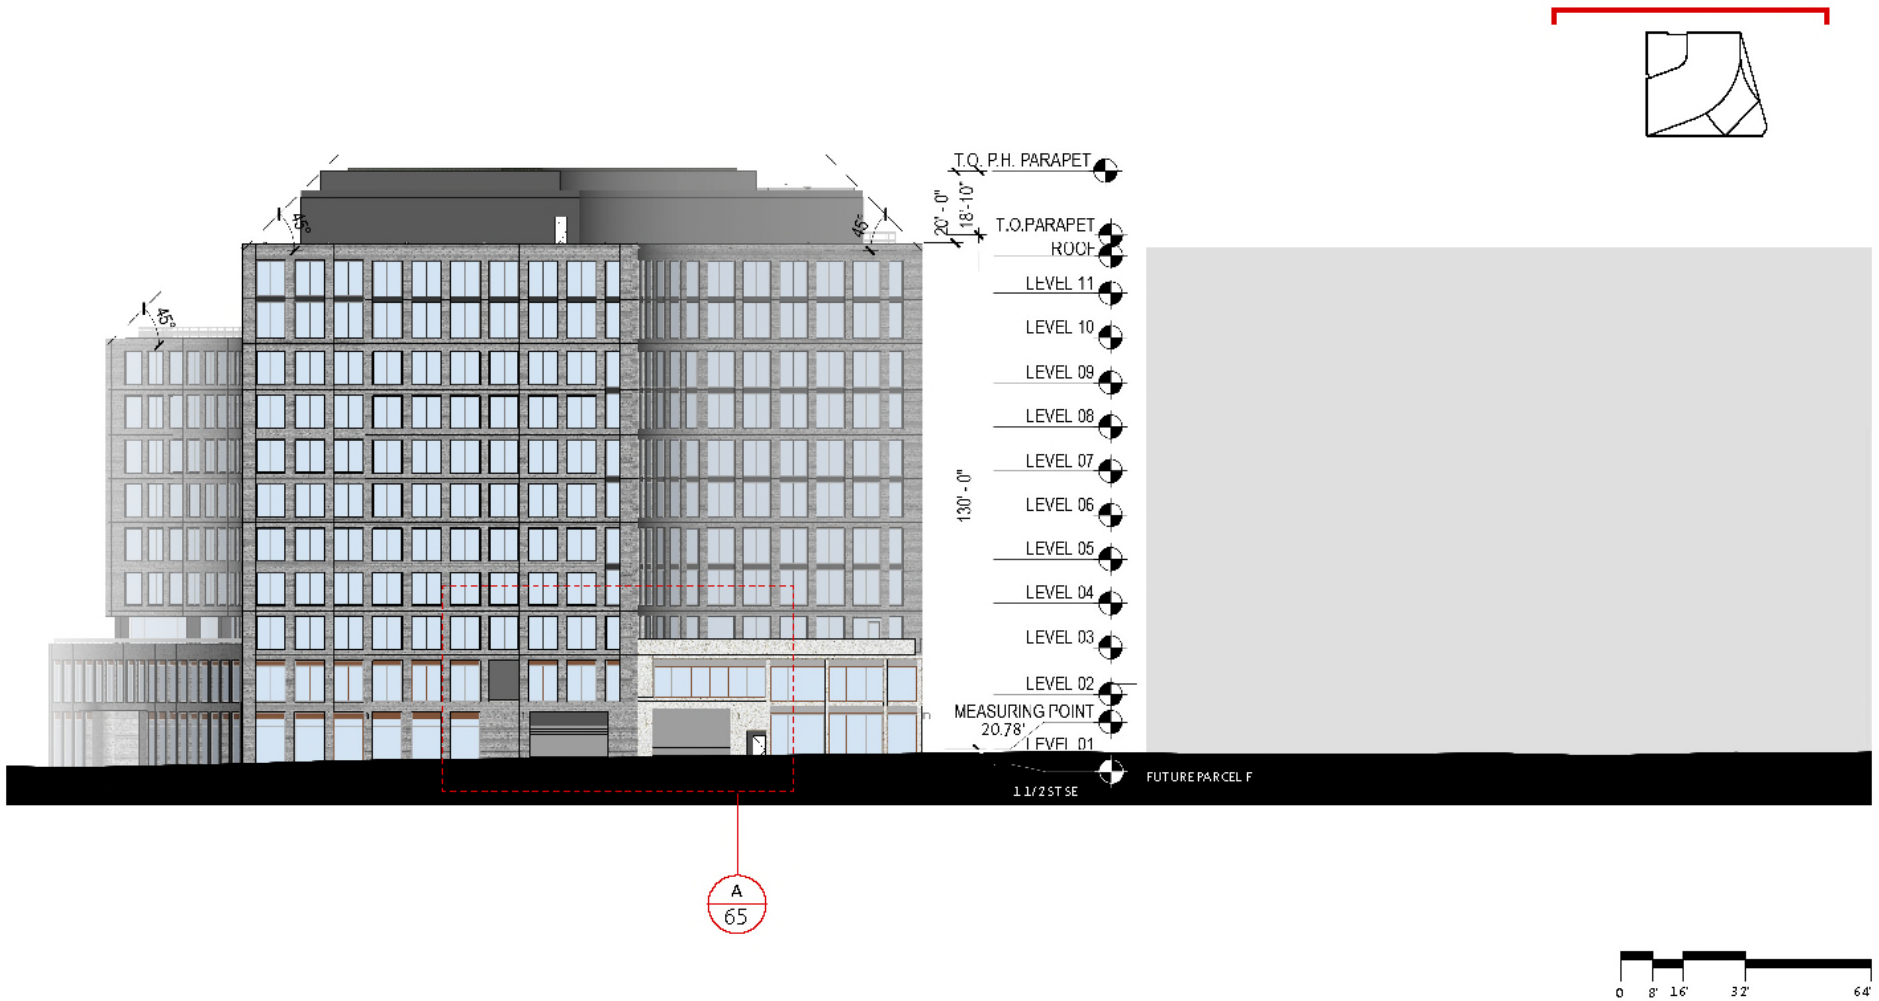 T.O. P.H. PARAPET
20' - 0"
18'-10"
45°
45°
T.O.PARAPET
ROOF
LEVEL 11
45°
LEVEL 10
LEVEL 09
LEVEL 08
LEVEL 07
130' - 0"
LEVEL 06
LEVEL 05
LEVEL 04
LEVEL 03
LEVEL 02
MEASURING POINT
20.78'
LEVEL 01
FUTURE PARCEL F
1 1/2 ST SE
A
65
0 8' 16' 32' 64'